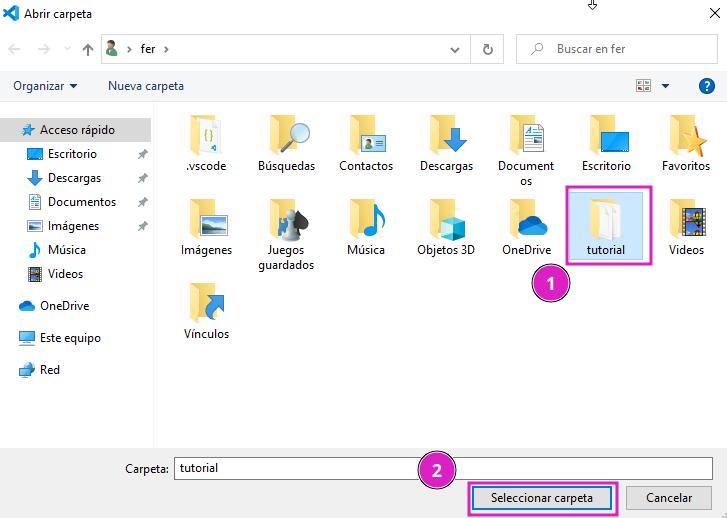 Abrir carpeta
fer
Buscar en fer
Organizar
Nueva carpeta
?
Acceso rápido
Escritorio
Descargas
Documentos
Imágenes
Música
Videos
OneDrive
Este equipo
Red
.vscode
Búsquedas
Contactos
Descargas
Document
os
Escritorio
Favoritos
Imágenes
Juegos
guardados
Música
Objetos 3D
OneDrive
tutorial
Videos
1
Vínculos
Carpeta:
tutorial
2
Seleccionar carpeta
Cancelar